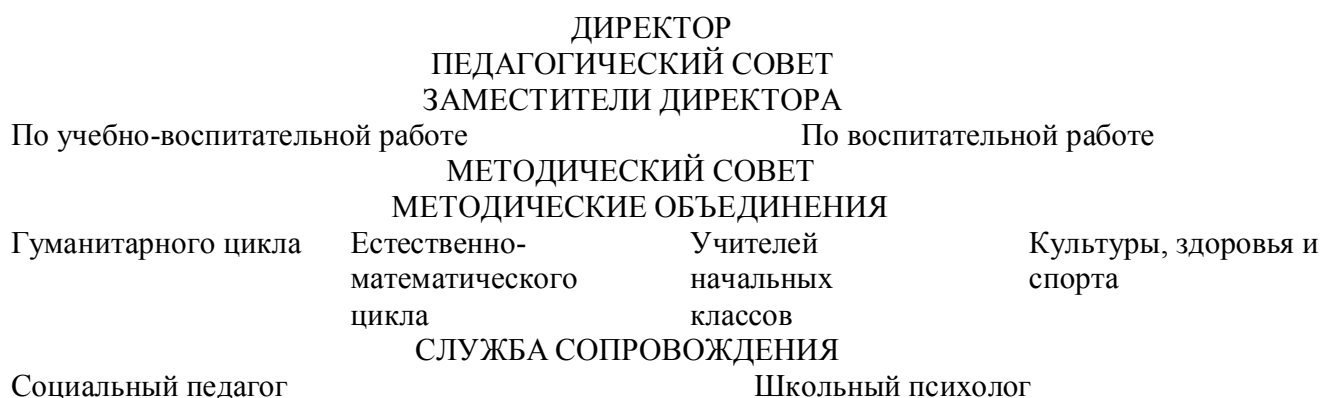 ДИРЕКТОР
ПЕДАГОГИЧЕСКИЙ СОВЕТ
ЗАМЕСТИТЕЛИ ДИРЕКТОРА
По учебно-воспитательной работе По воспитательной работе
МЕТОДИЧЕСКИЙ СОВЕТ
МЕТОДИЧЕСКИЕ ОБЪЕДИНЕНИЯ
Гуманитарного цикла Естественно- Учителей Культуры, здоровья и
математического начальных спорта
цикла классов
СЛУЖБА СОПРОВОЖДЕНИЯ
Социальный педагог Школьный психолог